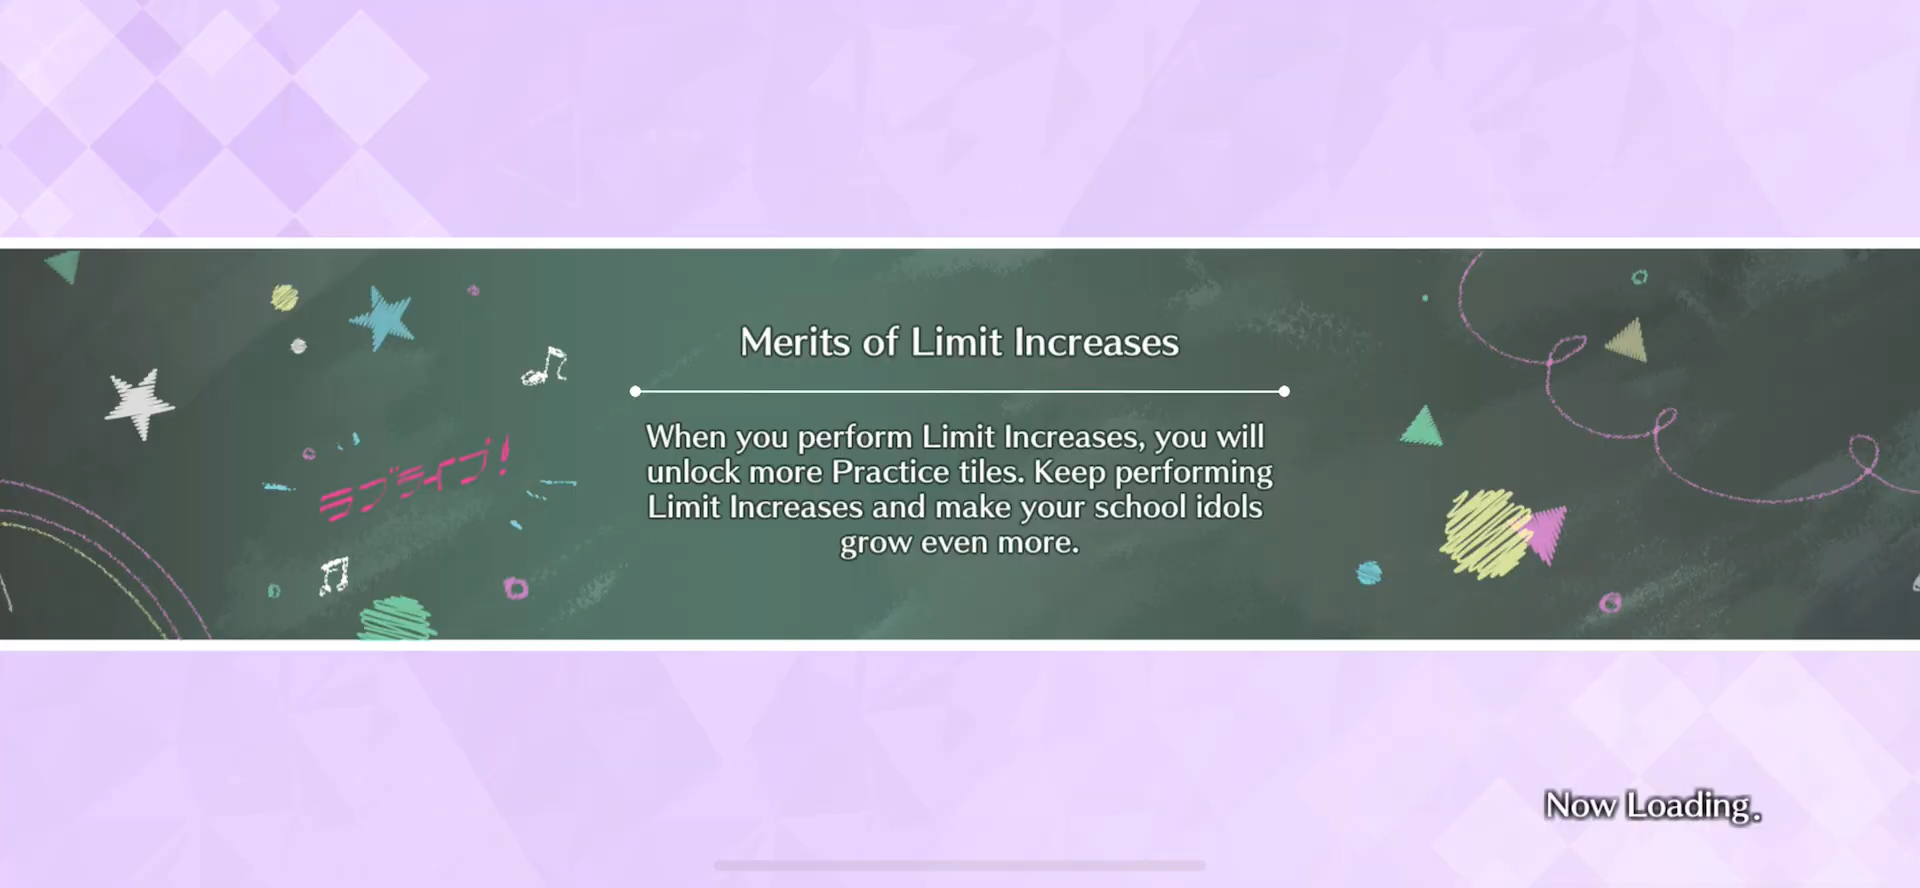 Merits of Limit Increases
When you perform Limit Increases, you will
unlock more Practice tiles. Keep performing
Limit Increases and make your school idols
grow even more.
ラブライブ!
Now Loading.